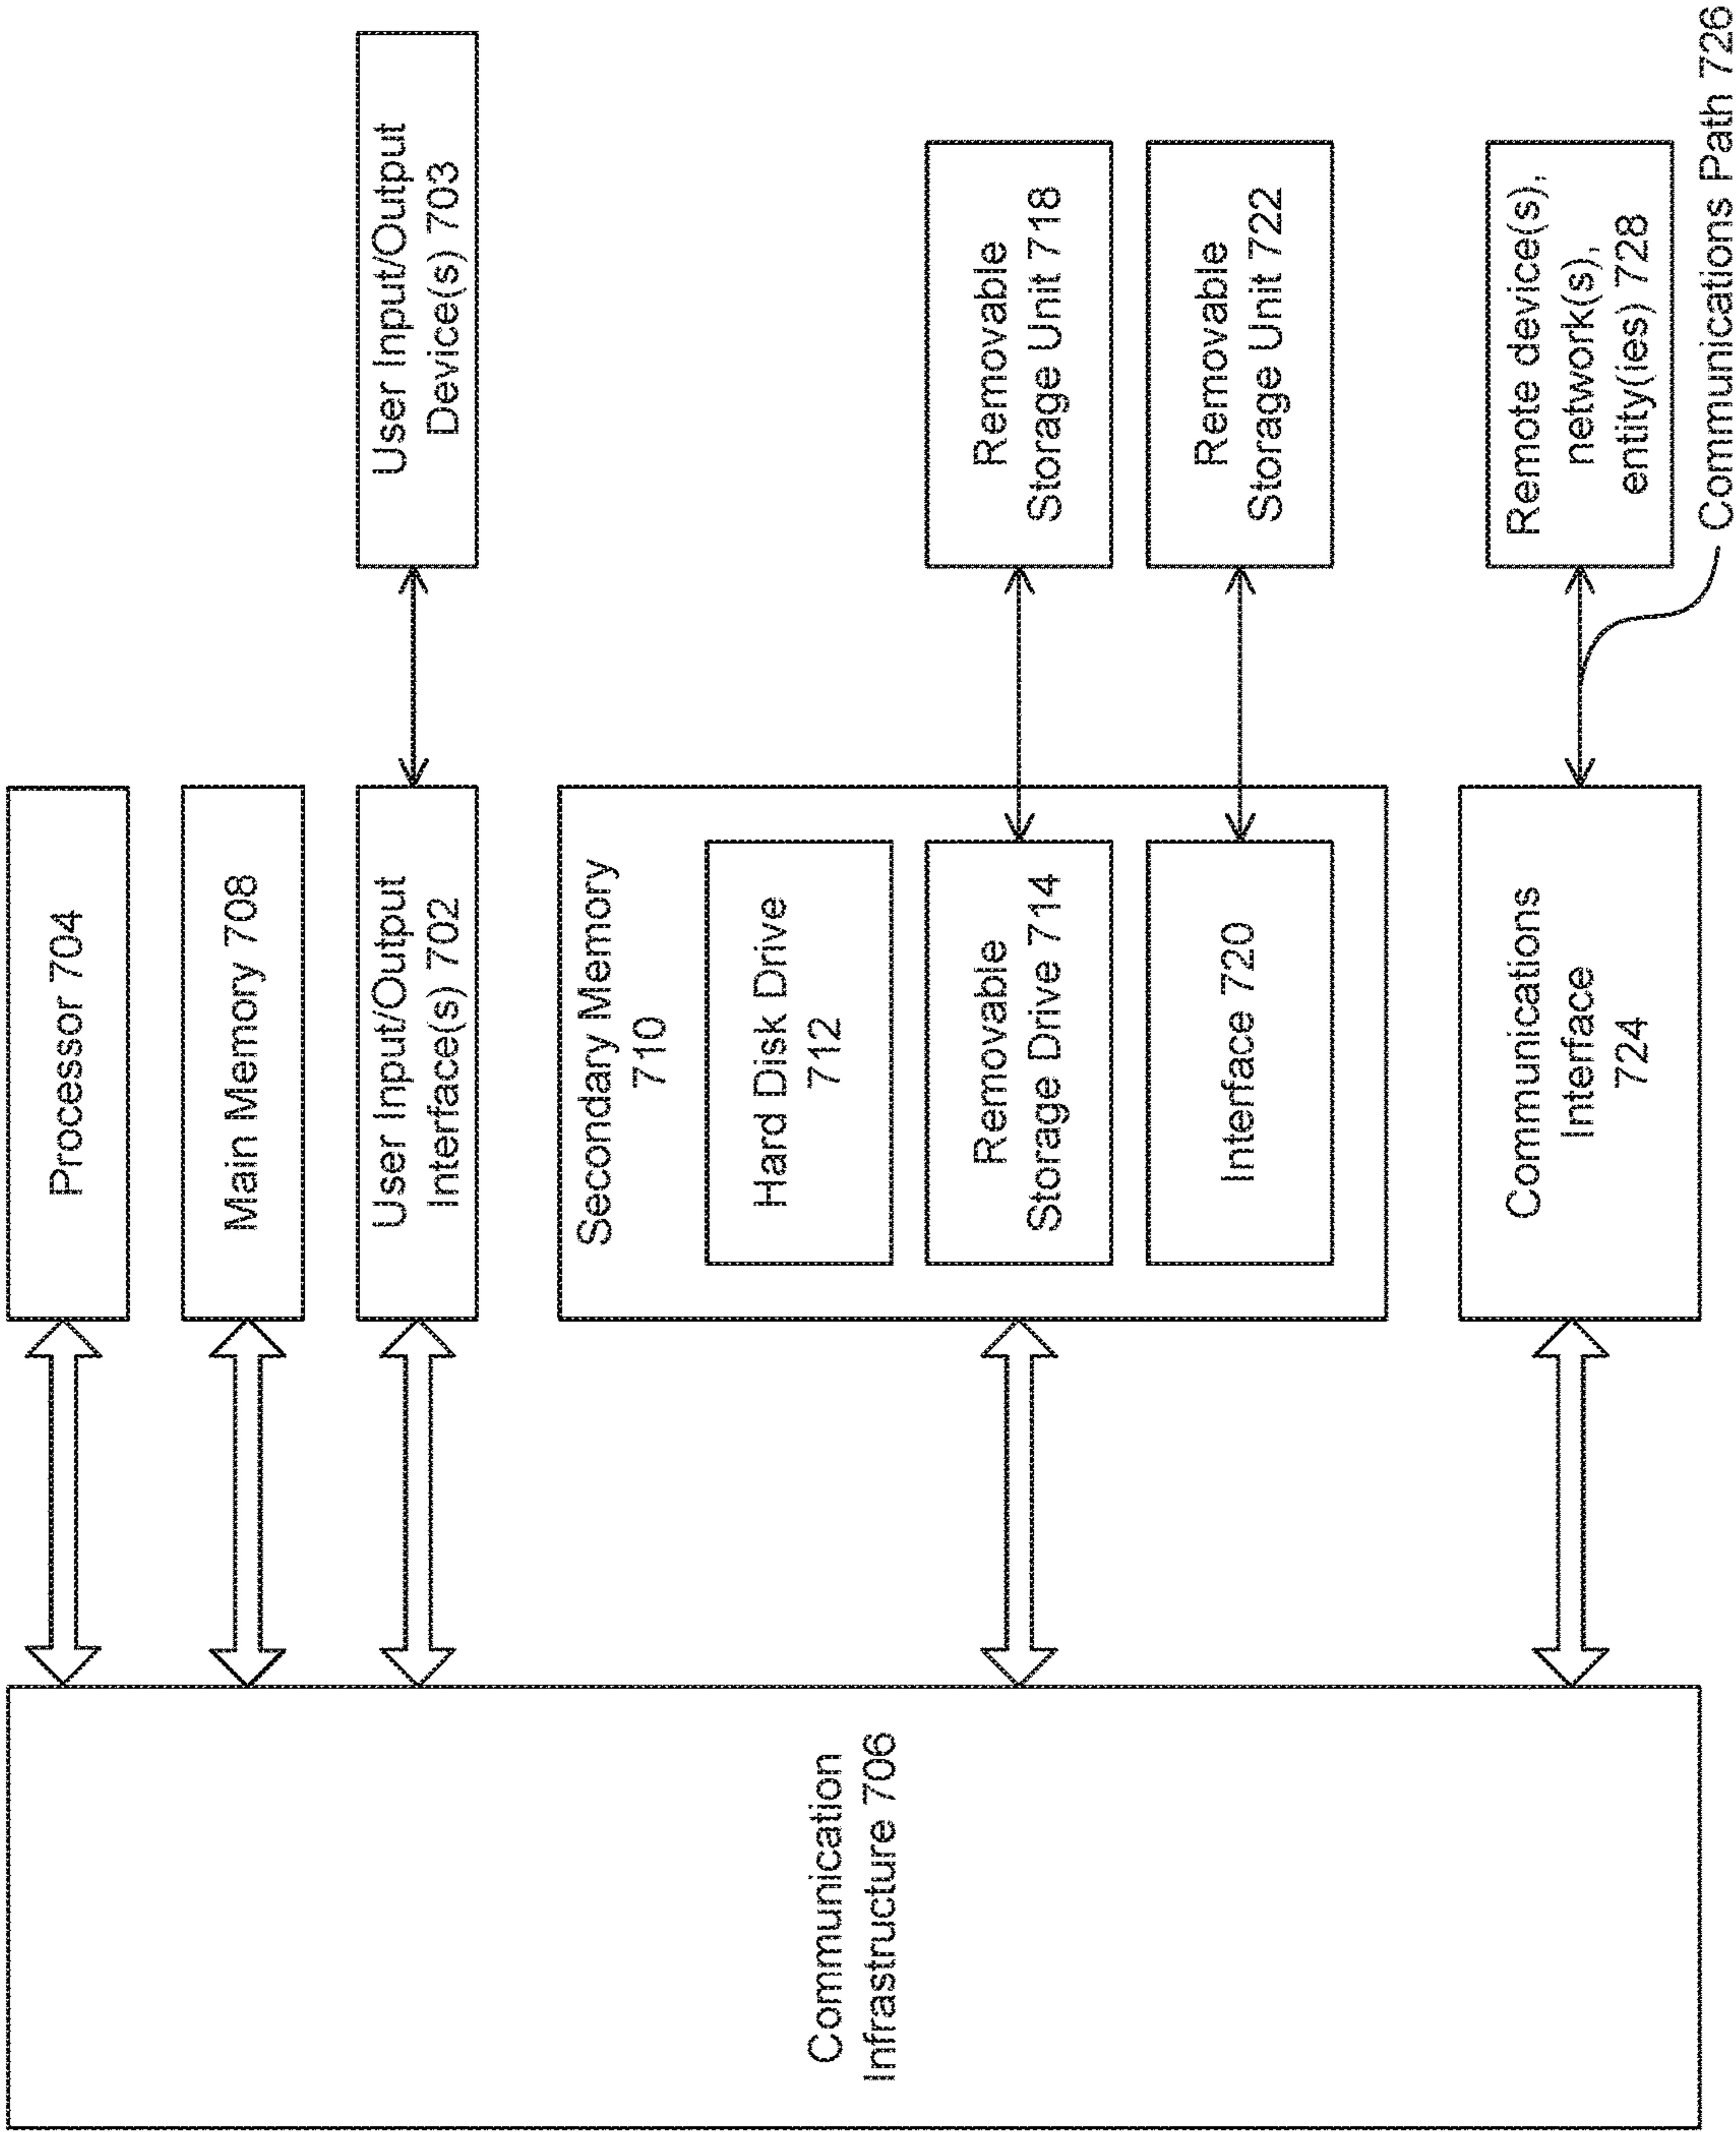 Processor 704
Main Memory 708
User Input/Output
Interface(s) 702
User Input/Output
Device(s) 703
Communication
Infrastructure 706
Secondary Memory
710
Hard Disk Drive
712
Removable
Storage Drive 714
Removable
Storage Unit 718
Interface 720
Removable
Storage Unit 722
Communications
Interface
724
Remote device(s),
network(s),
entity(ies) 728
Communications Path 726